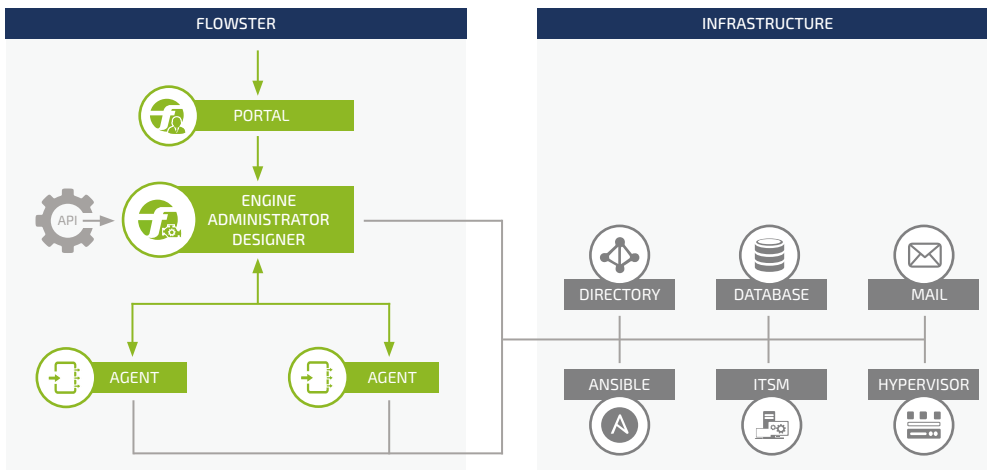 FLOWSTER
INFRASTRUCTURE
PORTAL
API
ENGINE
ADMINISTRATOR
DESIGNER
DIRECTORY
DATABASE
MAIL
AGENT
AGENT
ANSIBLE
ITSM
HYPERVISOR